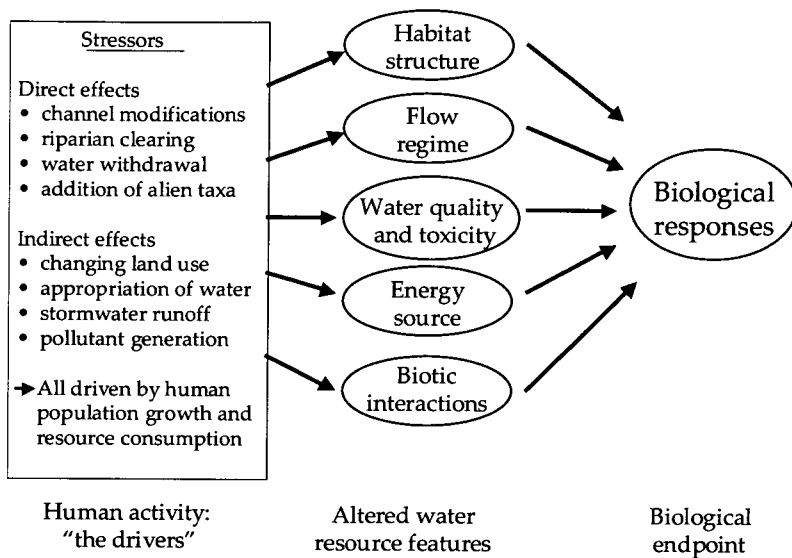 Stressors
Direct effects
• channel modifications
• riparian clearing
• water withdrawal
• addition of alien taxa
Indirect effects
• changing land use
• appropriation of water
• stormwater runoff
• pollutant generation
All driven by human
population growth and
resource consumption
Habitat
structure
Flow
regime
Water quality
and toxicity
Energy
source
Biotic
interactions
Biological
responses
Human activity:
"the drivers"
Altered water
resource features
Biological
endpoint